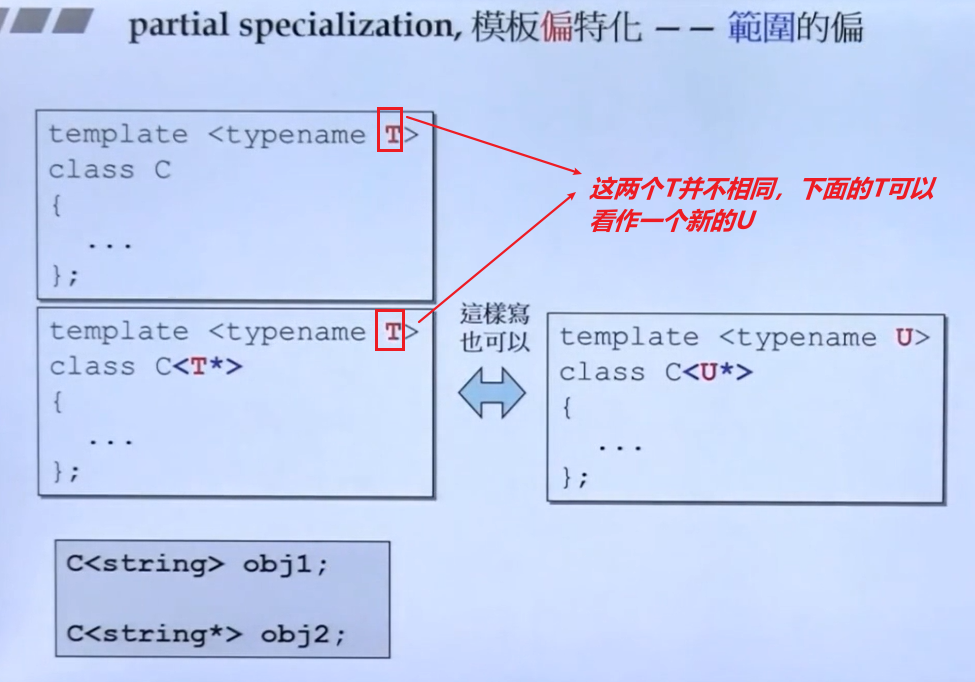 partial specialization, 模板偏特化 — — 範圍的偏
template <typename T>
class C
{
...
};
这两个T并不相同，下面的T可以
看作一个新的U
template <typename T>
class C<T*>
{
...
};
這樣寫
也可以
template <typename U>
class C<U*>
{
...
};
C<string> obj1;
C<string*> obj2;